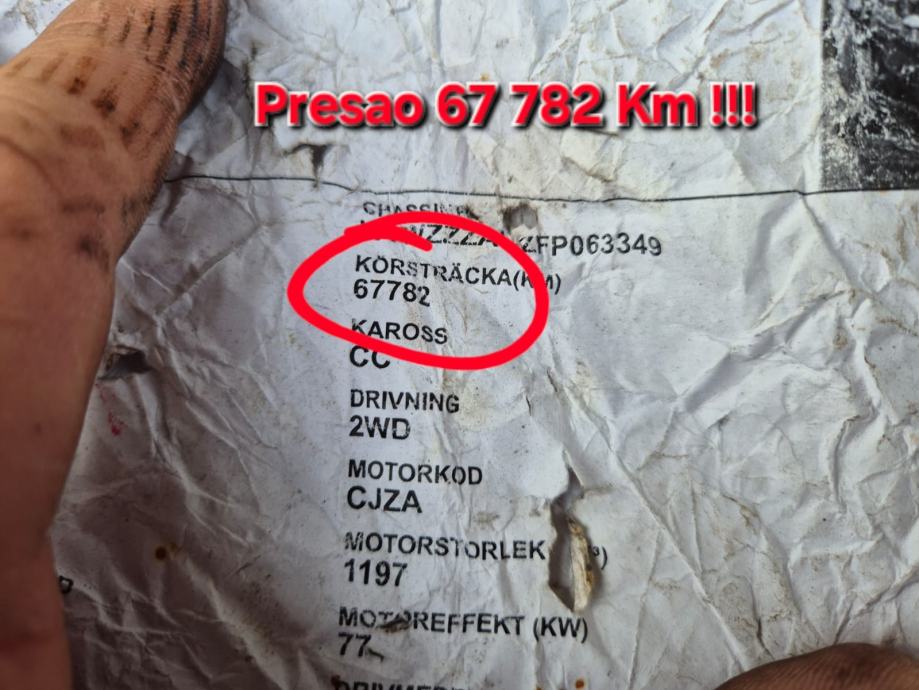 Presao 67 782 Km !!!
ZFP063349
KÖRSTRÄCKA(KM)
67782
KAROSS
CC
DRIVNING
2WD
MOTORKOD
CJZA
MOTORSTORLEK
1197
MOTOREFFEKT (KW)
77